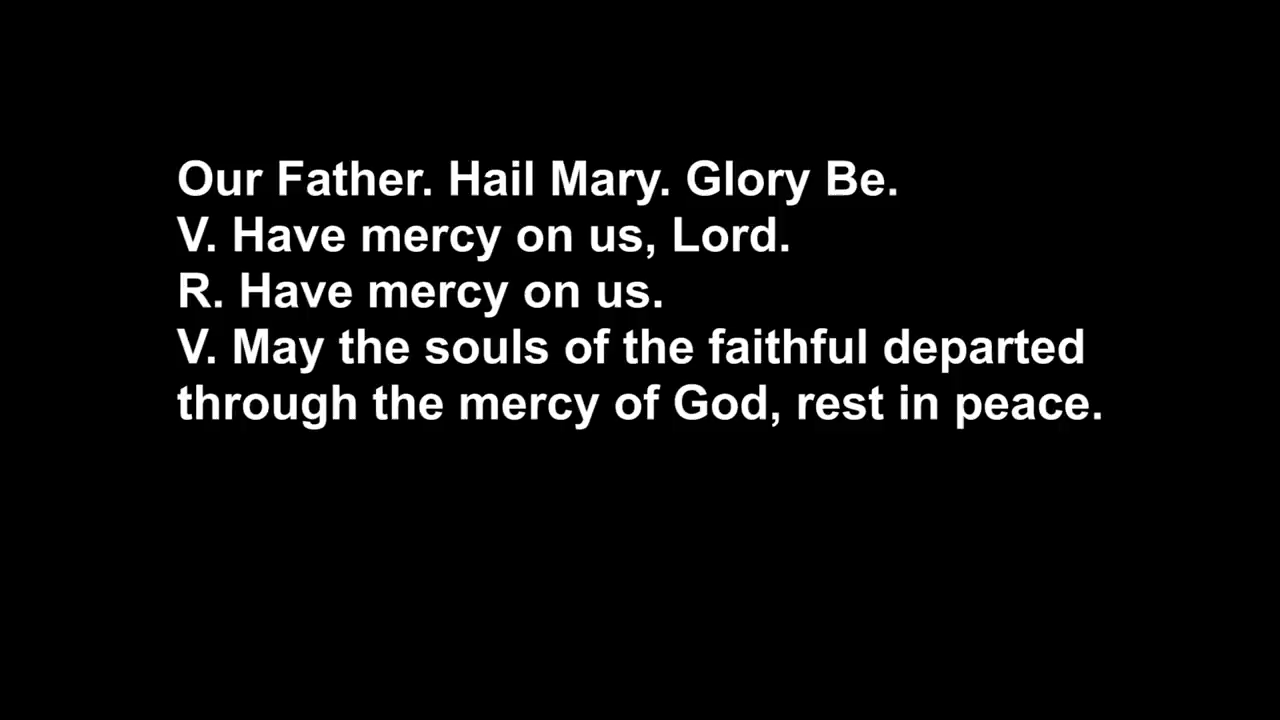 Our Father. Hail Mary. Glory Be.
V. Have mercy on us, Lord.
R. Have mercy on us.
V. May the souls of the faithful departed
through the mercy of God, rest in peace.